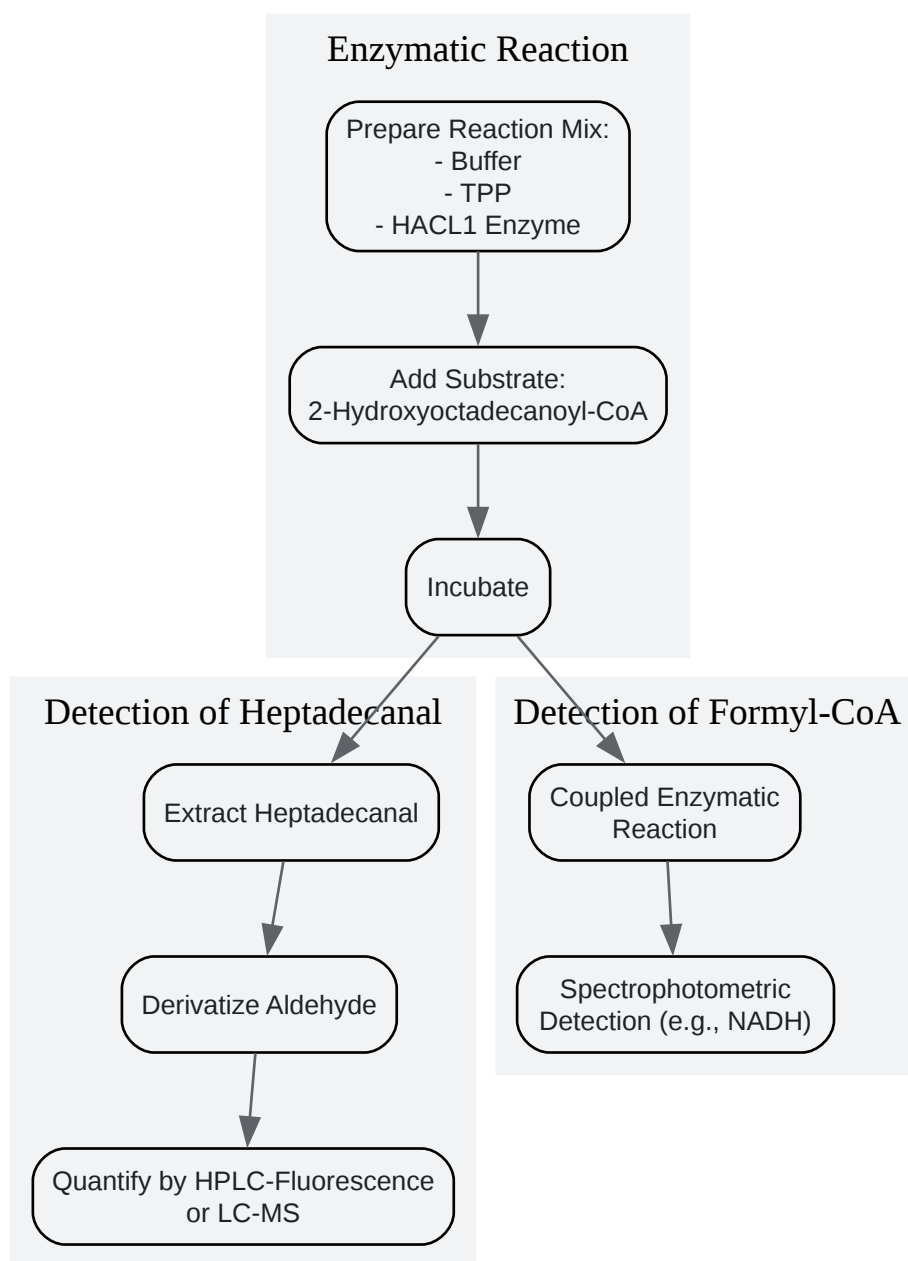 Enzymatic Reaction
Prepare Reaction Mix:
- Buffer
- TPP
- HACL1 Enzyme
Add Substrate:
2-Hydroxyoctadecanoyl-CoA
Incubate
Detection of Heptadecanal
Extract Heptadecanal
Derivatize Aldehyde
Quantify by HPLC-Fluorescence
or LC-MS
Detection of Formyl-CoA
Coupled Enzymatic
Reaction
Spectrophotometric
Detection (e.g., NADH)